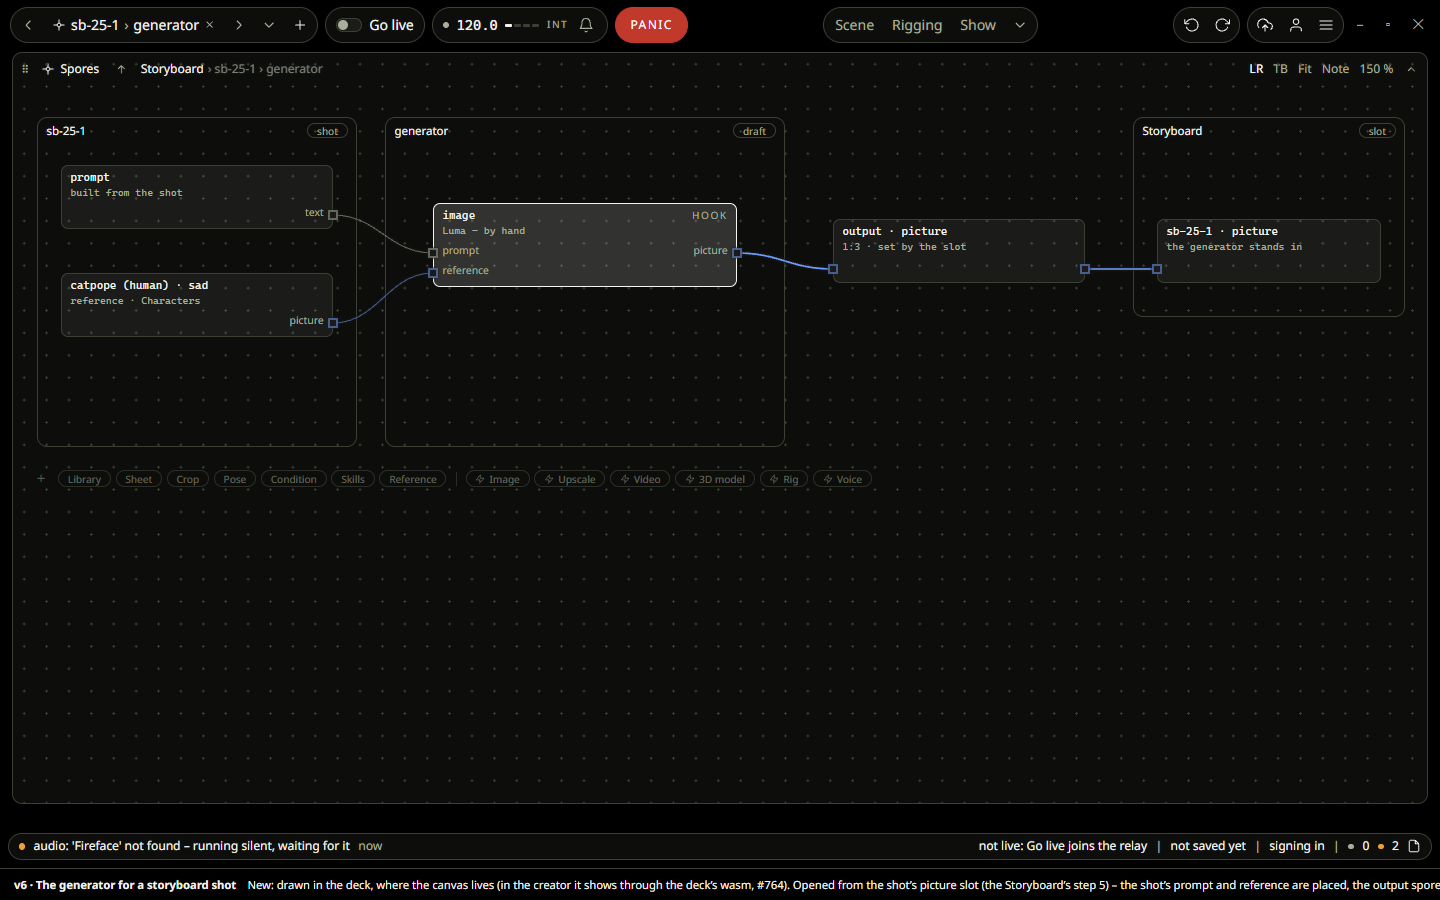 sb-25-1 › generator × Go live 120.0 INT PANIC Scene Rigging Show
Spores ↑ Storyboard › sb-25-1 › generator LR TB Fit Note 150 %
sb-25-1 shot
prompt
built from the shot
text
catpope (human) · sad
reference · Characters
picture
generator draft
image HOOK
Luma — by hand
prompt picture
reference
output · picture
1:3 · set by the slot
Storyboard slot
sb-25-1 · picture
the generator stands in
+ Library Sheet Crop Pose Condition Skills Reference Image Upscale Video 3D model Rig Voice
audio: 'Fireface' not found – running silent, waiting for it now not live: Go live joins the relay | not saved yet | signing in | 0 2
v6 · The generator for a storyboard shot New: drawn in the deck, where the canvas lives (in the creator it shows through the deck's wasm, #764). Opened from the shot's picture slot (the Storyboard's step 5) – the shot's prompt and reference are placed, the output spore